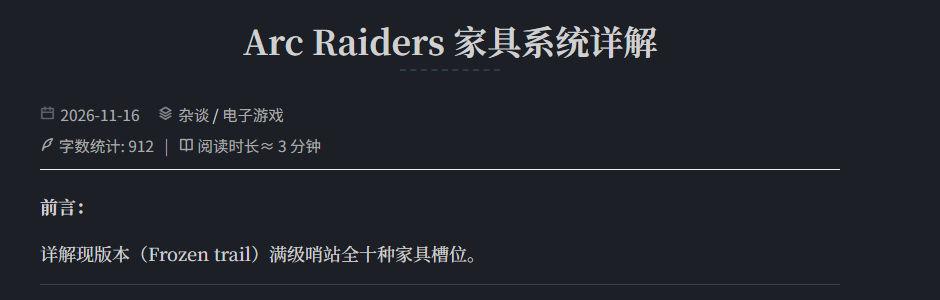 Arc Raiders 家具系统详解
2026-11-16 杂谈 / 电子游戏
字数统计: 912 | 阅读时长≈ 3 分钟
前言：
详解现版本（Frozen trail）满级哨站全十种家具槽位。